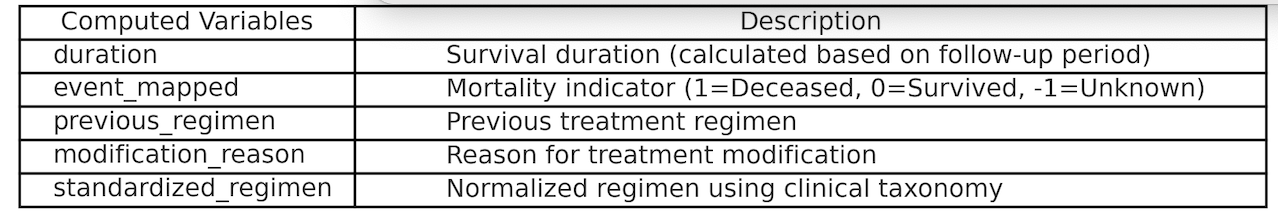 Computed Variables Description
duration Survival duration (calculated based on follow-up period)
event_mapped Mortality indicator (1=Deceased, 0=Survived, -1=Unknown)
previous_regimen Previous treatment regimen
modification_reason Reason for treatment modification
standardized_regimen Normalized regimen using clinical taxonomy